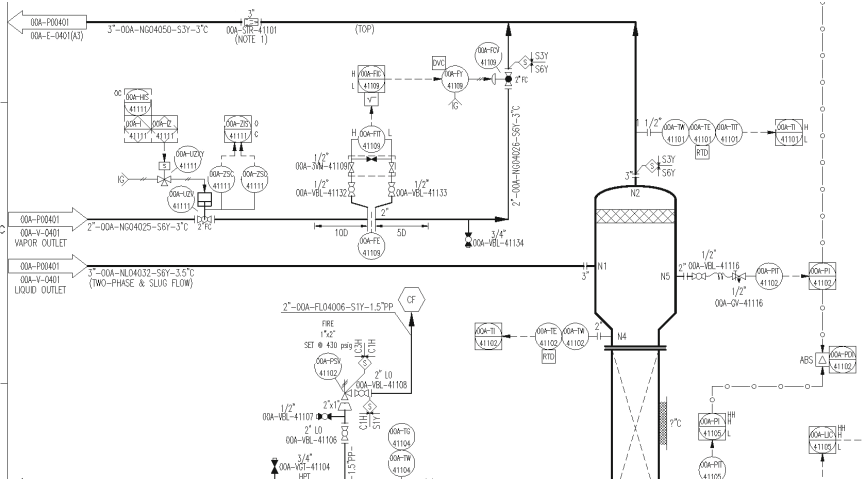 00A-P00401
00A-E-0401(A3)
3"-00A-NG04050-S3Y-3°C
3"
00A-STR-41101
(NOTE 1)
(TOP)
00A-FCV
41109
S3Y
S6Y
2"FC
DVC
H
00A-FIC
L
41109
00A-FY
41109
IG
OC
00A-HIS
41111
00A-I
00A-IZ
41111
41111
00A-ZIS
41111
O
C
H
L
00A-FIT
41109
2"-00A-NG04026-S6Y-3°C
1 1/2"
00A-TW
41101
00A-TE
41101
00A-TIT
41101
RTD
00A-TI
41101
H
L
S
00A-UZXY
41111
IG
00A-ZSC
41111
00A-ZSC
41111
00A-UZV
41111
2"FC
1/2"
00A-3VM-41109
1/2"
00A-VBL-41132
1/2"
00A-VBL-41133
S
S3Y
S6Y
3"
N2
00A-P00401
00A-V-0401
VAPOR OUTLET
2"-00A-NG04025-S6Y-3°C
2"
10D
5D
00A-FE
41109
3/4"
00A-VBL-41134
00A-P00401
00A-V-0401
LIQUID OUTLET
3"-00A-NL04032-S6Y-3.5°C
(TWO-PHASE & SLUG FLOW)
3"
N1
N5
2"
1/2"
00A-VBL-41116
1/2"
00A-CV-41116
00A-PIT
41102
00A-PI
41102
CF
2"-00A-FL04006-S1Y-1.5"PP
FIRE
1"x2"
SET @ 430 psig
00A-PSV
41102
C3H
C1H
S
2" LO
00A-VBL-41108
2"x1"
S
C1H
S1Y
1/2"
00A-VBL-41107
2" LO
00A-VBL-41106
-1.5"PP-
3/4"
00A-VGT-41104
HPT
00A-TG
41104
00A-TW
41104
00A-TI
41102
00A-TE
41102
00A-TW
41102
RTD
2"
N4
?°C
ABS
00A-PDI
41102
00A-PI
41105
HH
H
L
00A-PIT
41105
00A-LIC
41105
HH
H
L